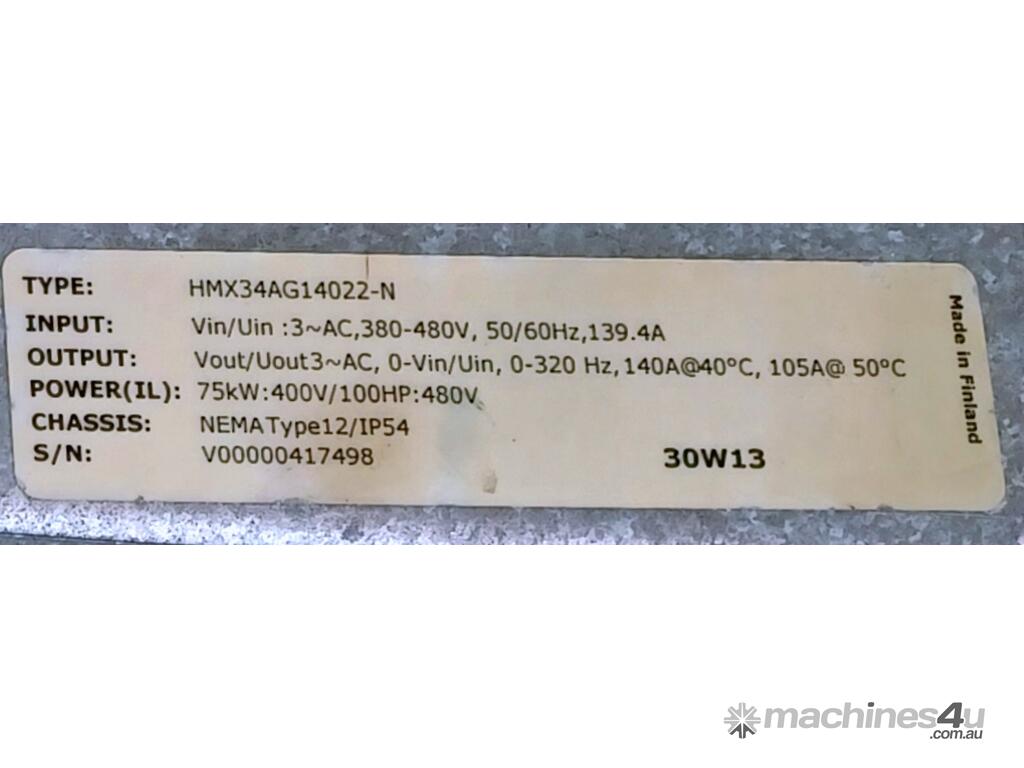 TYPE: HMX34AG14022-N
INPUT: Vin/Uin :3~AC,380-480V, 50/60Hz,139.4A
OUTPUT: Vout/Uout3~AC, 0-Vin/Uin, 0-320 Hz,140A@40°C, 105A@ 50°C
POWER(IL): 75kW:400V/100HP:480V
CHASSIS: NEMA Type12/IP54
S/N: V00000417498
30W13
Made in Finland
machines4u
.com.au